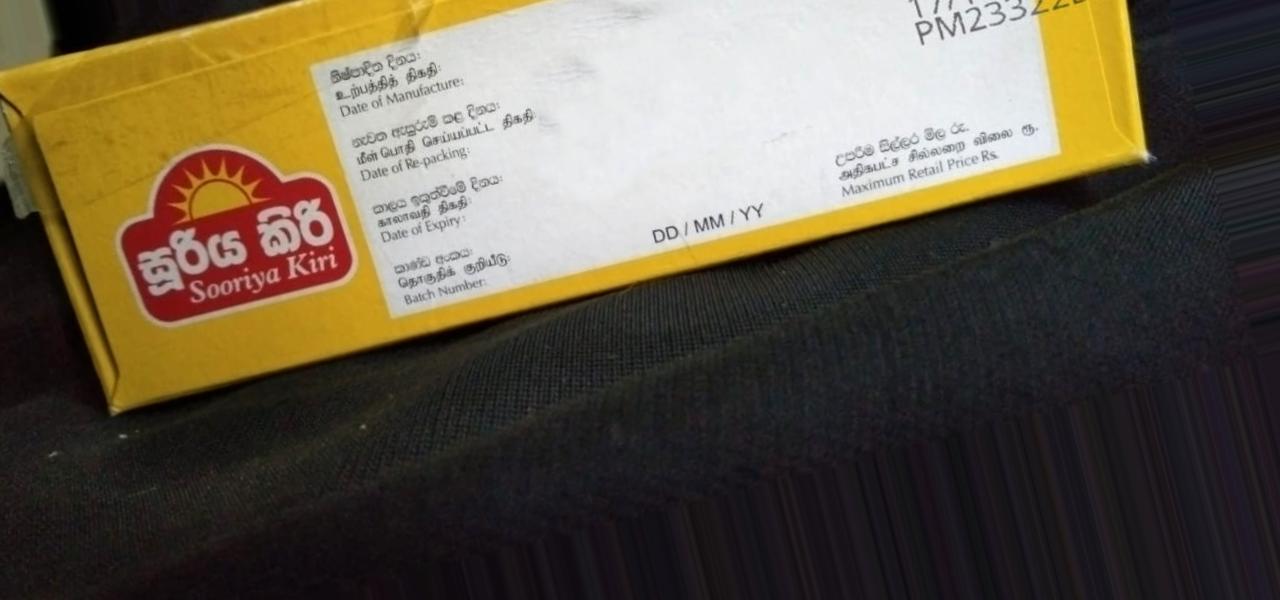 සූරිය කිරි
Sooriya Kiri
නිෂ්පාදිත දිනය:
உற்பத்தித் திகதி:
Date of Manufacture:
නැවත ඇසුරුම් කළ දිනය:
மீள் பொதி செய்யப்பட்ட திகதி:
Date of Re-packing:
කාලය ඉකුත්වීමේ දිනය:
காலாவதி திகதி:
Date of Expiry:
කාණ්ඩ අංකය:
தொகுதிக் குறியீடு:
Batch Number:
DD / MM / YY
උපරිම සිල්ලර මිල රු.
அதிகபட்ச சில்லறை விலை ரூ.
Maximum Retail Price Rs.